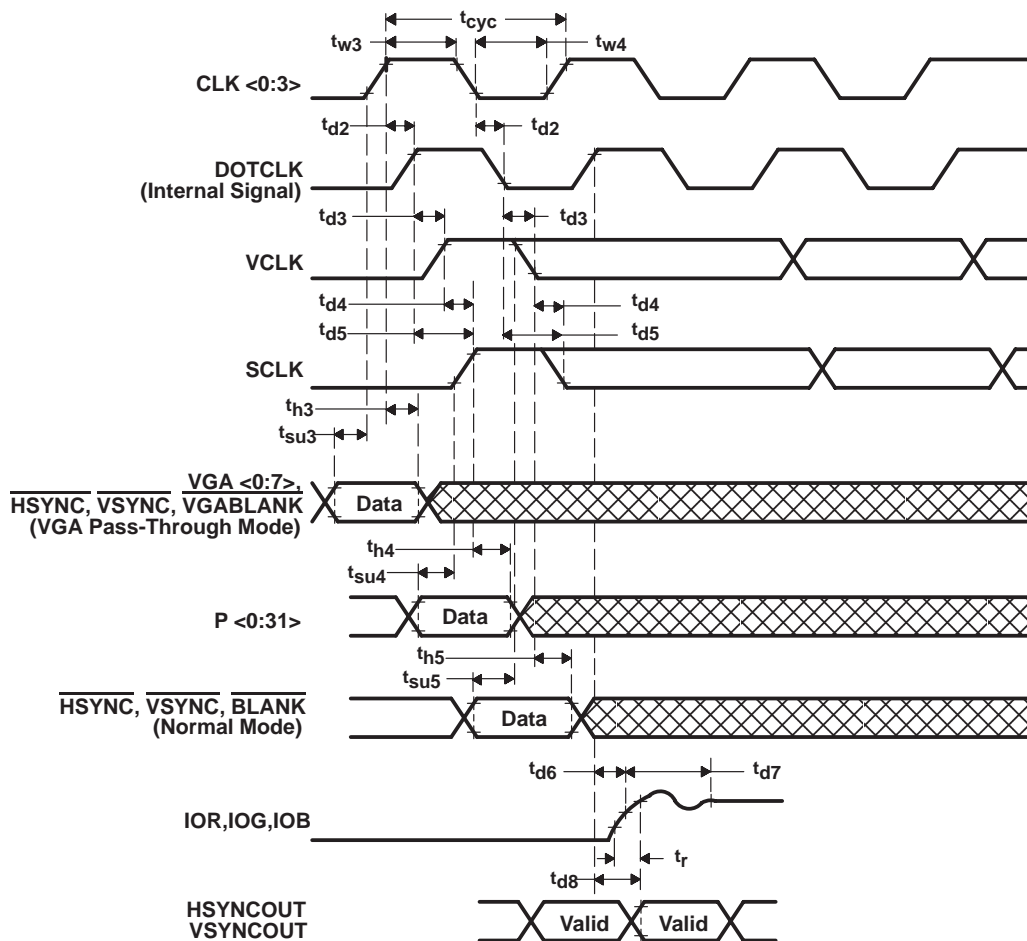 tcyc
tw3
tw4
CLK <0:3>
td2
td2
DOTCLK
(Internal Signal)
td3
td3
VCLK
td4
td4
td5
td5
SCLK
th3
tsu3
VGA <0:7>,
HSYNC, VSYNC, VGABLANK
(VGA Pass-Through Mode)
Data
th4
tsu4
P <0:31>
Data
th5
tsu5
HSYNC, VSYNC, BLANK
(Normal Mode)
Data
td6
td7
IOR,IOG,IOB
tr
td8
HSYNCOUT
VSYNCOUT
Valid
Valid